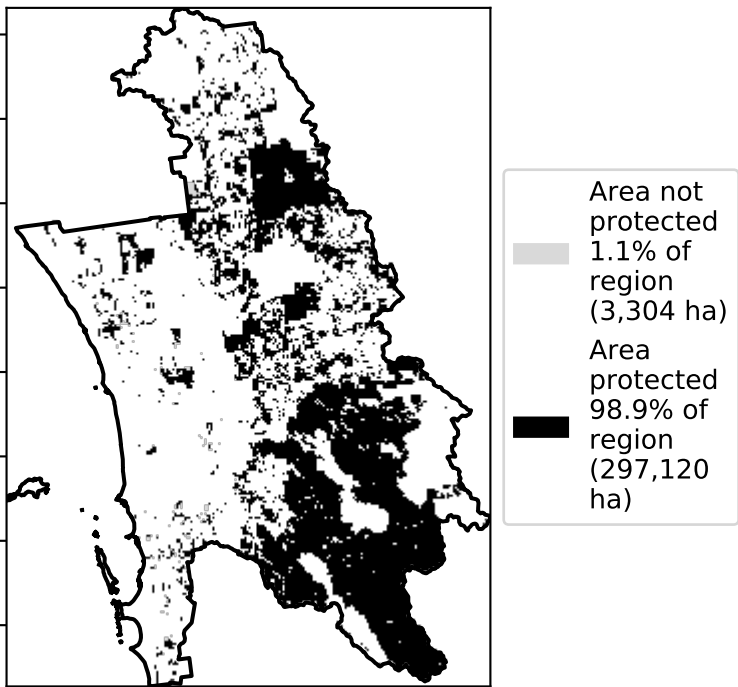 Area not
protected
1.1% of
region
(3,304 ha)
Area
protected
98.9% of
region
(297,120
ha)